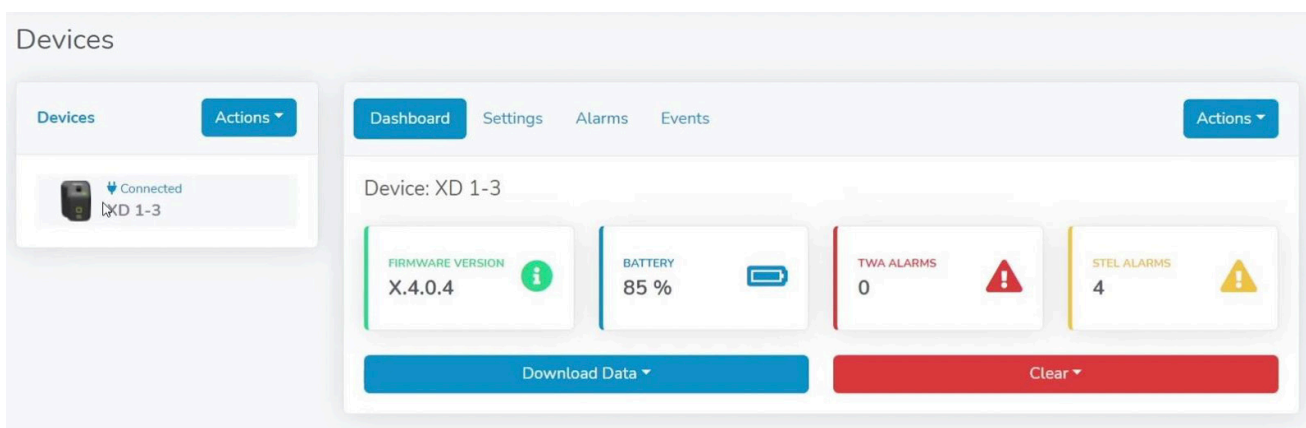 Devices
Devices
Actions
Connected
XD 1-3
Dashboard Settings Alarms Events
Actions
Device: XD 1-3
FIRMWARE VERSION
X.4.0.4
BATTERY
85 %
TWA ALARMS
0
STEL ALARMS
4
Download Data
Clear